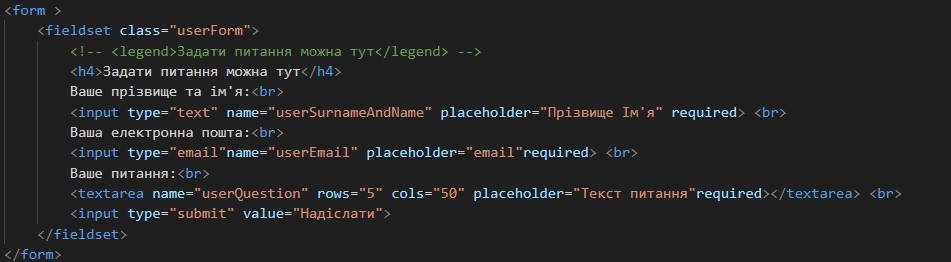 <form >
<fieldset class="userForm">
<!-- <legend>Задати питання можна тут</legend> -->
<h4>Задати питання можна тут</h4>
Ваше прізвище та ім'я:<br>
<input type="text" name="userSurnameAndName" placeholder="Прізвище Ім'я" required> <br>
Ваша електронна пошта:<br>
<input type="email"name="userEmail" placeholder="email"required> <br>
Ваше питання:<br>
<textarea name="userQuestion" rows="5" cols="50" placeholder="Текст питання"required></textarea> <br>
<input type="submit" value="Надіслати">
</fieldset>
</form>